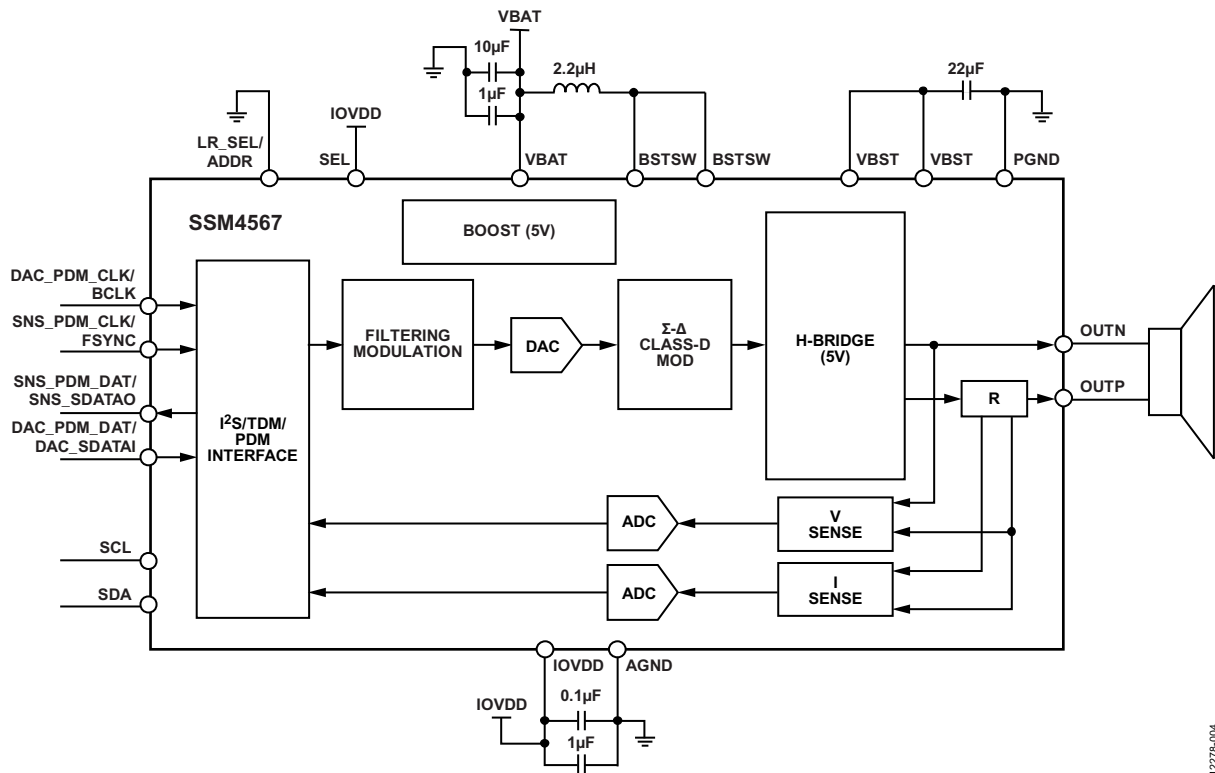 VBAT
10µF
2.2µH
22µF
1µF
IOVDD
LR_SEL/
ADDR
SEL
VBAT
BSTSW
BSTSW
VBST
VBST
PGND
SSM4567
BOOST (5V)
DAC_PDM_CLK/
BCLK
SNS_PDM_CLK/
FSYNC
SNS_PDM_DAT/
SNS_SDATAO
DAC_PDM_DAT/
DAC_SDATAI
SCL
SDA
I²S/TDM/
PDM
INTERFACE
FILTERING
MODULATION
DAC
Σ-Δ
CLASS-D
MOD
H-BRIDGE
(5V)
OUTN
OUTP
R
ADC
V
SENSE
ADC
I
SENSE
IOVDD
AGND
0.1µF
IOVDD
1µF
12278-004